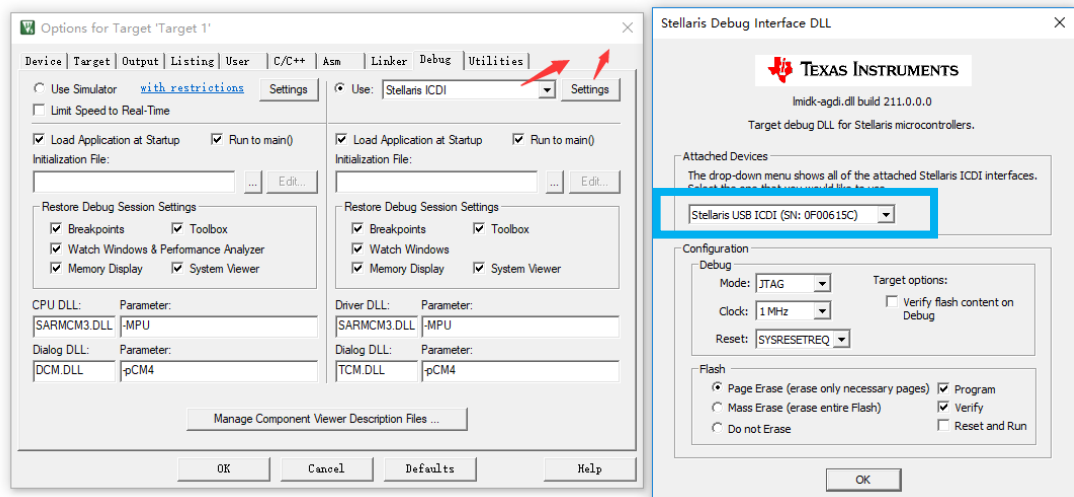 Options for Target 'Target 1'
Device Target Output Listing User C/C++ Asm Linker Debug Utilities
Use Simulator with restrictions Settings
Limit Speed to Real-Time
Load Application at Startup Run to main()
Initialization File:
... Edit...
Restore Debug Session Settings
Breakpoints Toolbox
Watch Windows & Performance Analyzer
Memory Display System Viewer
CPU DLL: Parameter:
SARMCM3.DLL -MPU
Dialog DLL: Parameter:
DCM.DLL -pCM4
Use: Stellaris ICDI Settings
Load Application at Startup Run to main()
Initialization File:
... Edit...
Restore Debug Session Settings
Breakpoints Toolbox
Watch Windows
Memory Display System Viewer
Driver DLL: Parameter:
SARMCM3.DLL -MPU
Dialog DLL: Parameter:
TCM.DLL -pCM4
Manage Component Viewer Description Files ...
OK Cancel Defaults Help
Stellaris Debug Interface DLL
TEXAS INSTRUMENTS
lmidk-agdi.dll build 211.0.0.0
Target debug DLL for Stellaris microcontrollers.
Attached Devices
The drop-down menu shows all of the attached Stellaris ICDI interfaces.
Select the one that you would like to use.
Stellaris USB ICDI (SN: 0F00615C)
Configuration
Debug
Mode: JTAG
Clock: 1 MHz
Reset: SYSRESETREQ
Target options:
Verify flash content on
Debug
Flash
Page Erase (erase only necessary pages) Program
Mass Erase (erase entire Flash) Verify
Do not Erase Reset and Run
OK